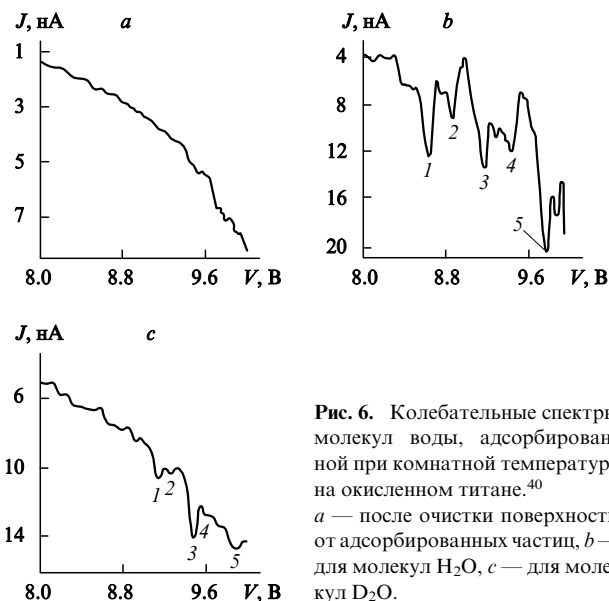 J, нА a
1
3
5
7
8.0 8.8 9.6 V, В
J, нА b
4
8
12
16
20
1
2
3
4
5
8.0 8.8 9.6 V, В
J, нА c
6
10
14
1
2
3
4
5
8.0 8.8 9.6 V, В
Рис. 6. Колебательные спектры
молекул воды, адсорбирован
ной при комнатной температур
на окисленном титане.⁴⁰
a — после очистки поверхност
от адсорбированных частиц, b —
для молекул H₂O, c — для моле
кул D₂O.